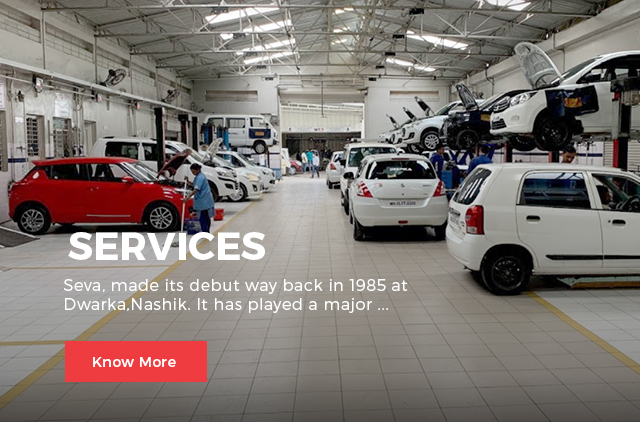 SERVICES
Seva, made its debut way back in 1985 at
Dwarka,Nashik. It has played a major ...
Know More